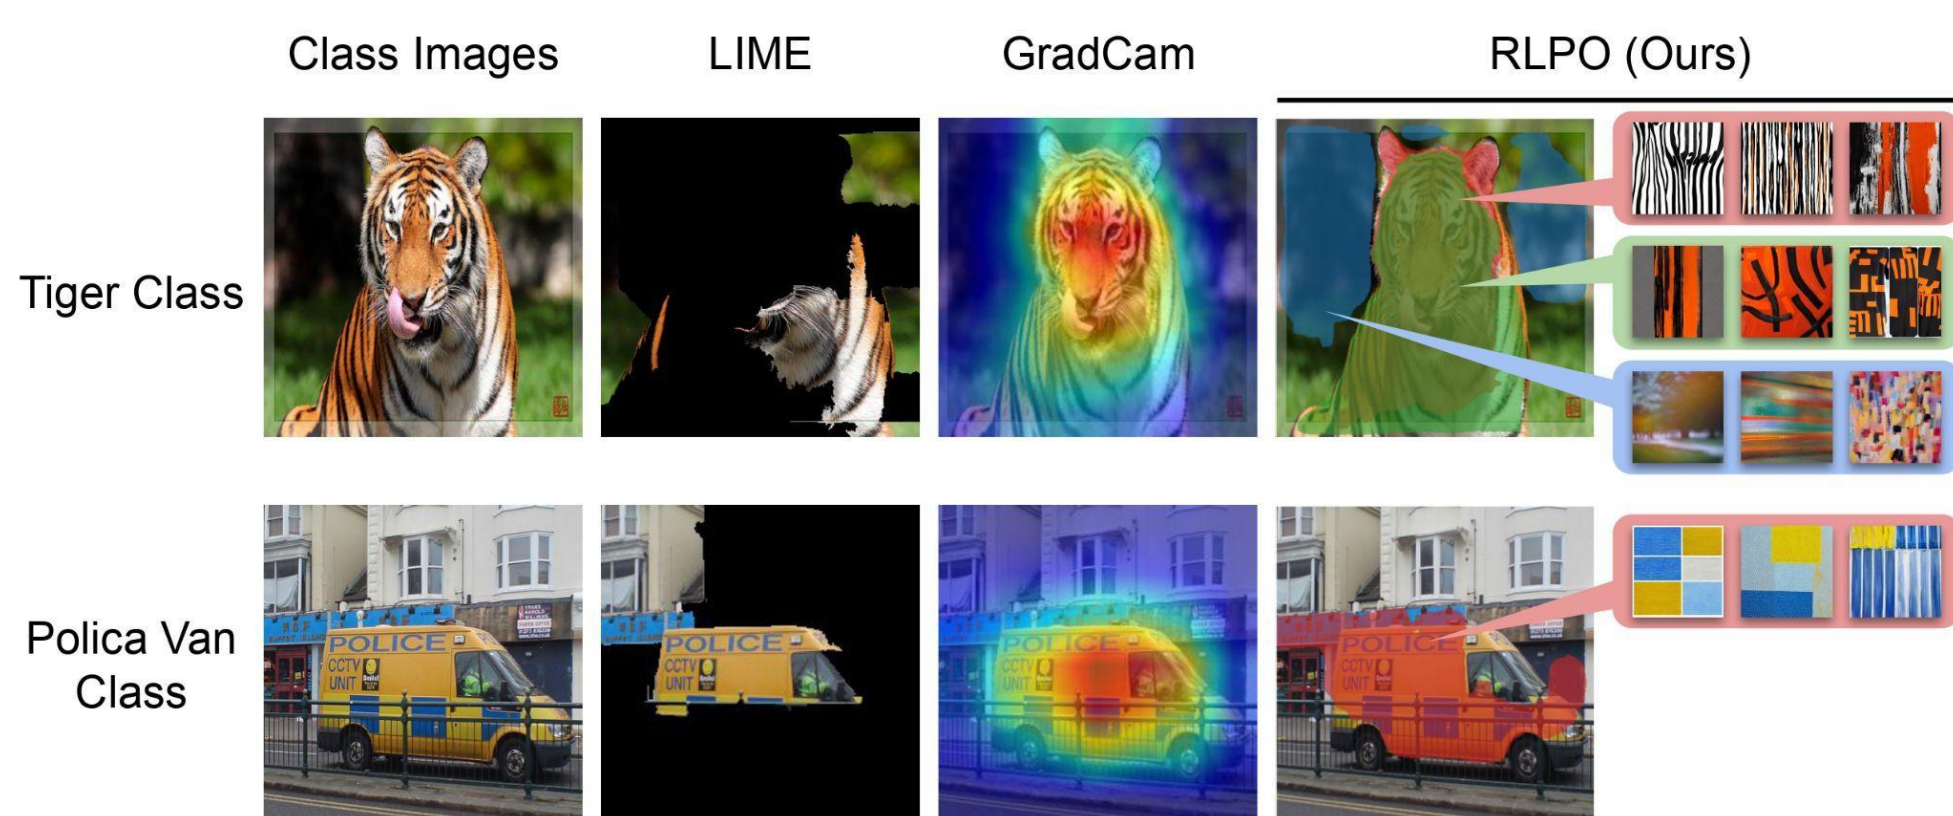 Class Images
LIME
GradCam
RLPO (Ours)
Tiger Class
Polica Van
Class
POLICE
CCTV
UNIT
POLICE
CCTV
UNIT
POLICE
CCTV
UNIT
POLICE
CCTV
UNIT